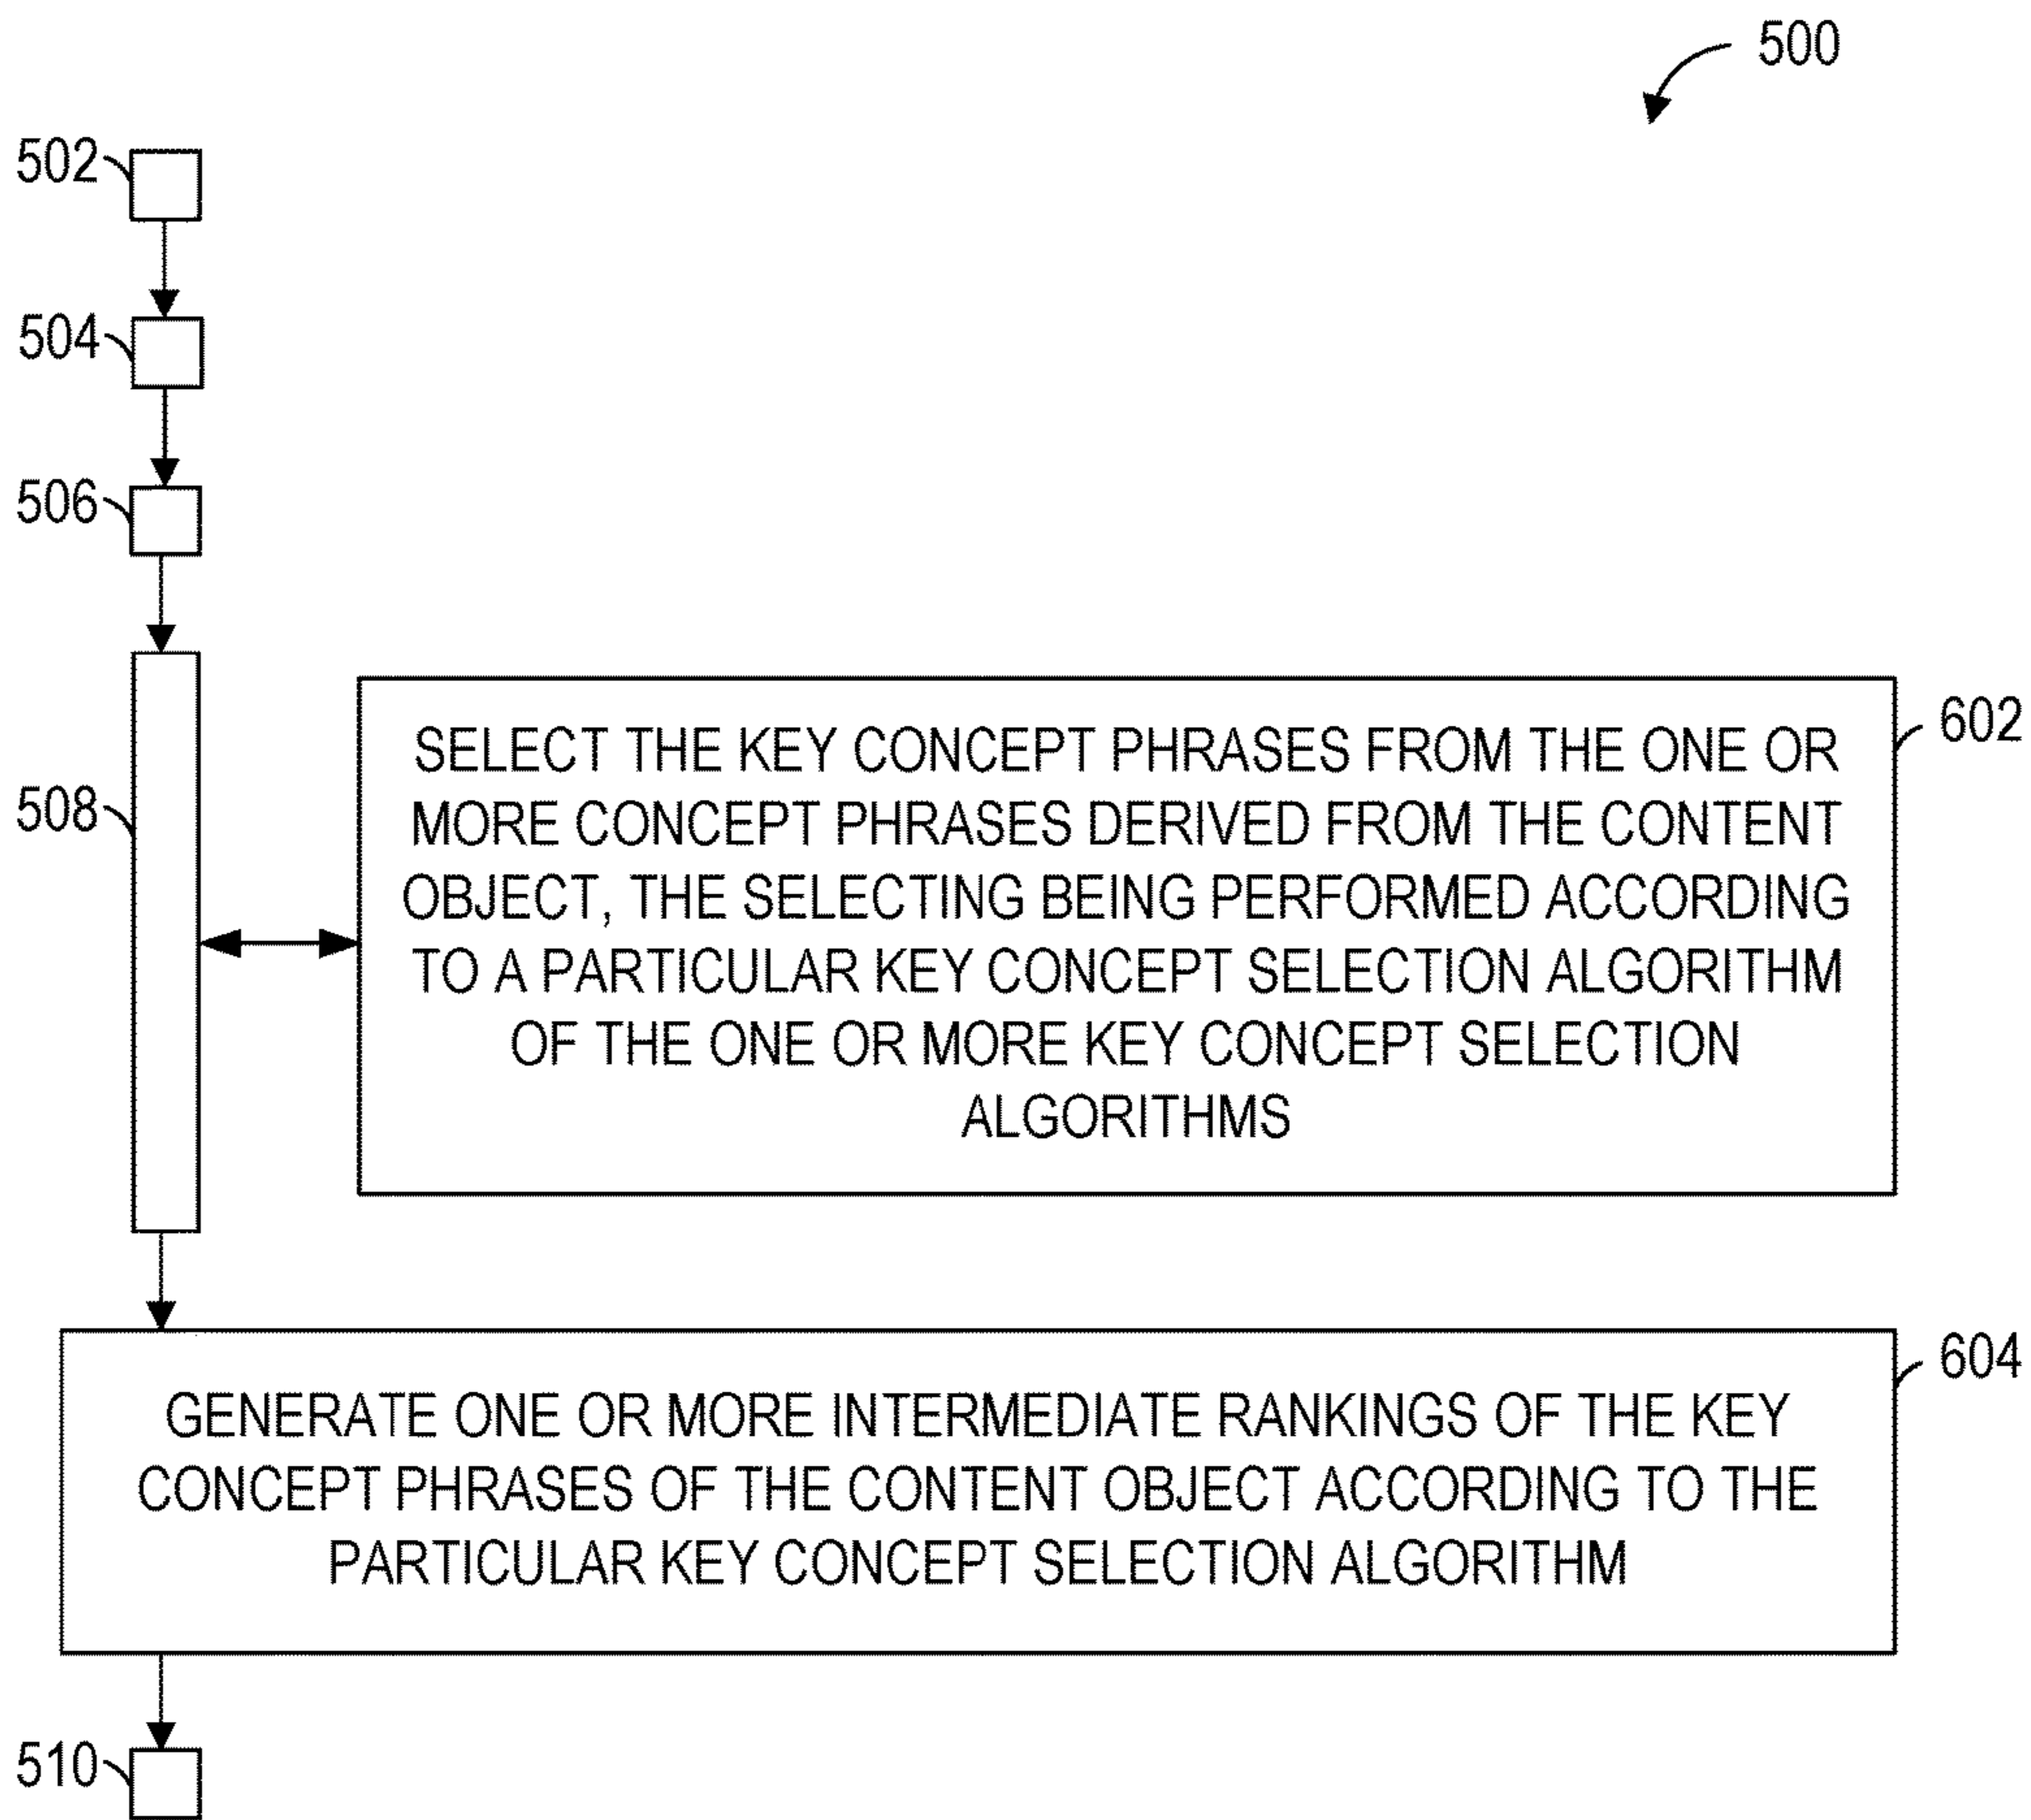 500
502
504
506
508
SELECT THE KEY CONCEPT PHRASES FROM THE ONE OR
MORE CONCEPT PHRASES DERIVED FROM THE CONTENT
OBJECT, THE SELECTING BEING PERFORMED ACCORDING
TO A PARTICULAR KEY CONCEPT SELECTION ALGORITHM
OF THE ONE OR MORE KEY CONCEPT SELECTION
ALGORITHMS
602
GENERATE ONE OR MORE INTERMEDIATE RANKINGS OF THE KEY
CONCEPT PHRASES OF THE CONTENT OBJECT ACCORDING TO THE
PARTICULAR KEY CONCEPT SELECTION ALGORITHM
604
510